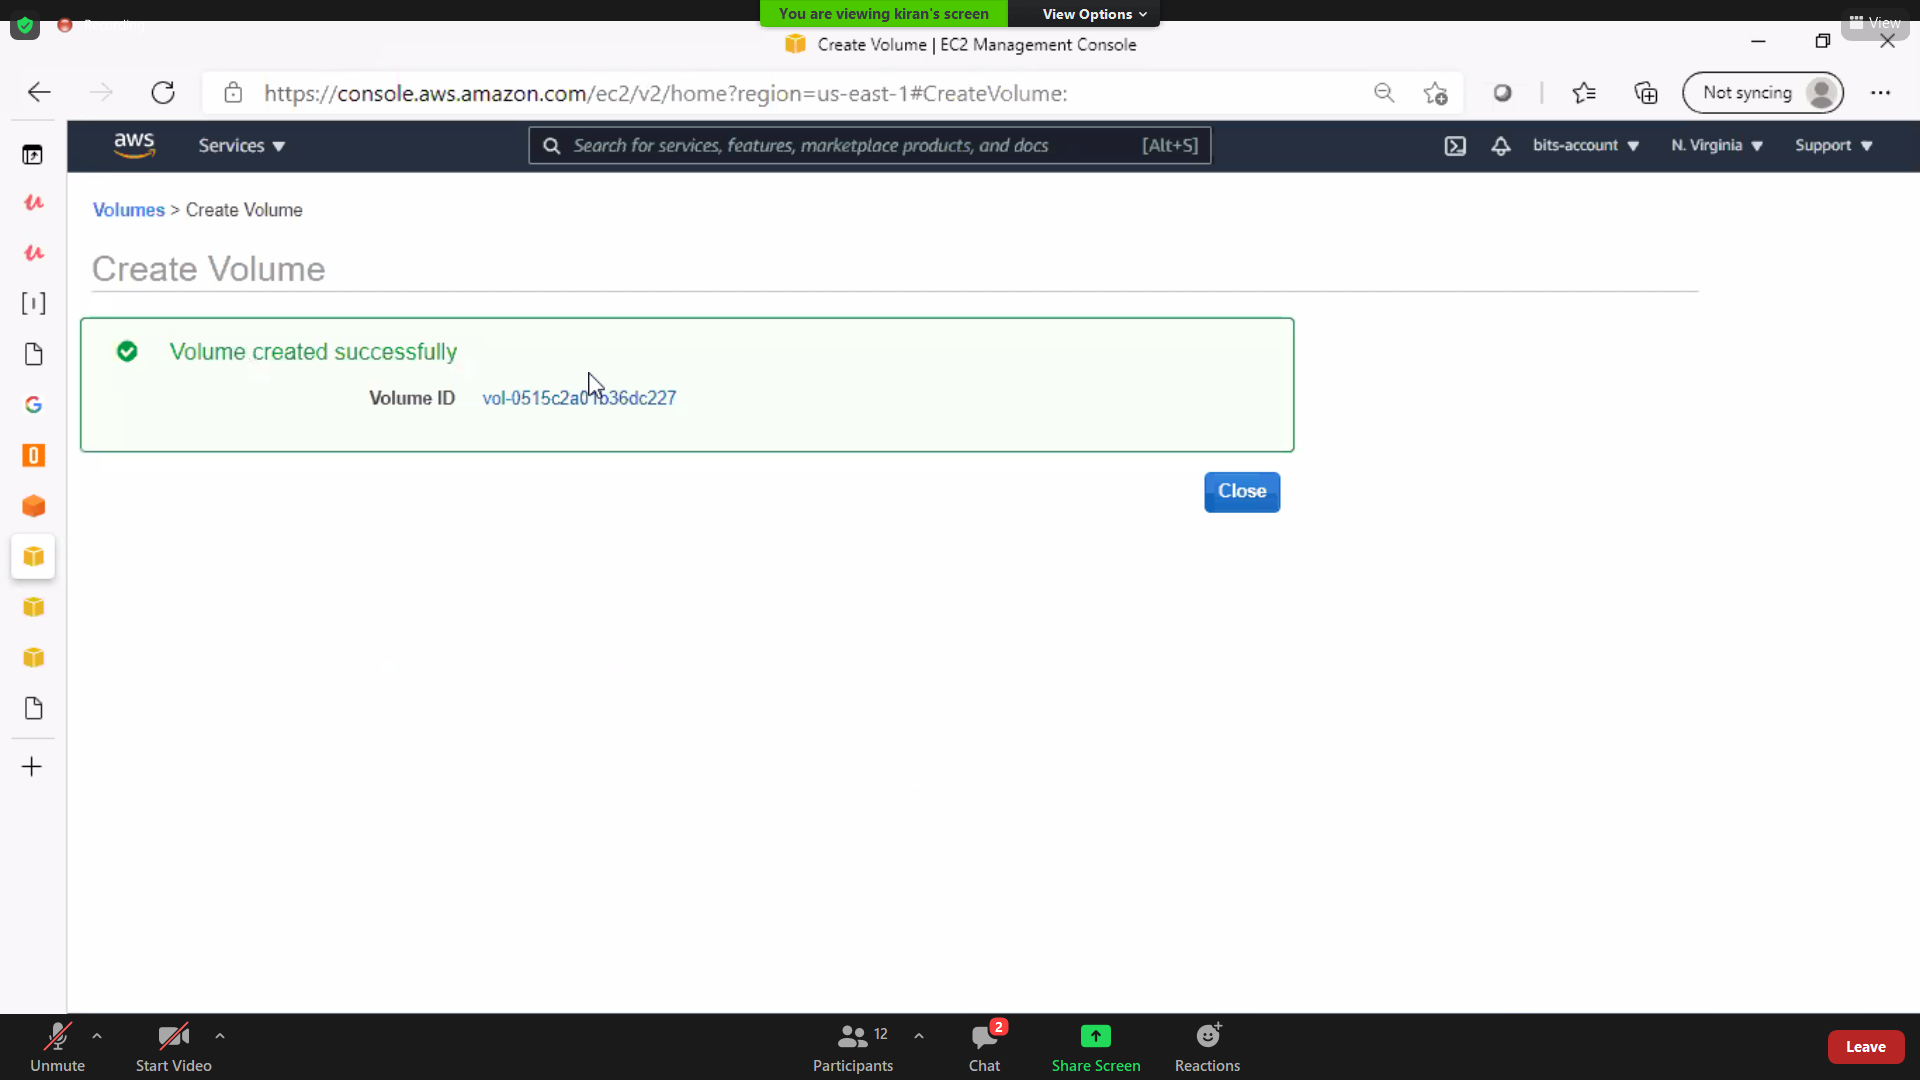 You are viewing kiran's screen
View Options
View
Create Volume | EC2 Management Console
https://console.aws.amazon.com/ec2/v2/home?region=us-east-1#CreateVolume:
Not syncing
aws
Services
Search for services, features, marketplace products, and docs
[Alt+S]
bits-account
N. Virginia
Support
Volumes > Create Volume
Create Volume
Volume created successfully
Volume ID vol-0515c2a01b36dc227
Close
Unmute
Start Video
12
Participants
2
Chat
Share Screen
Reactions
Leave